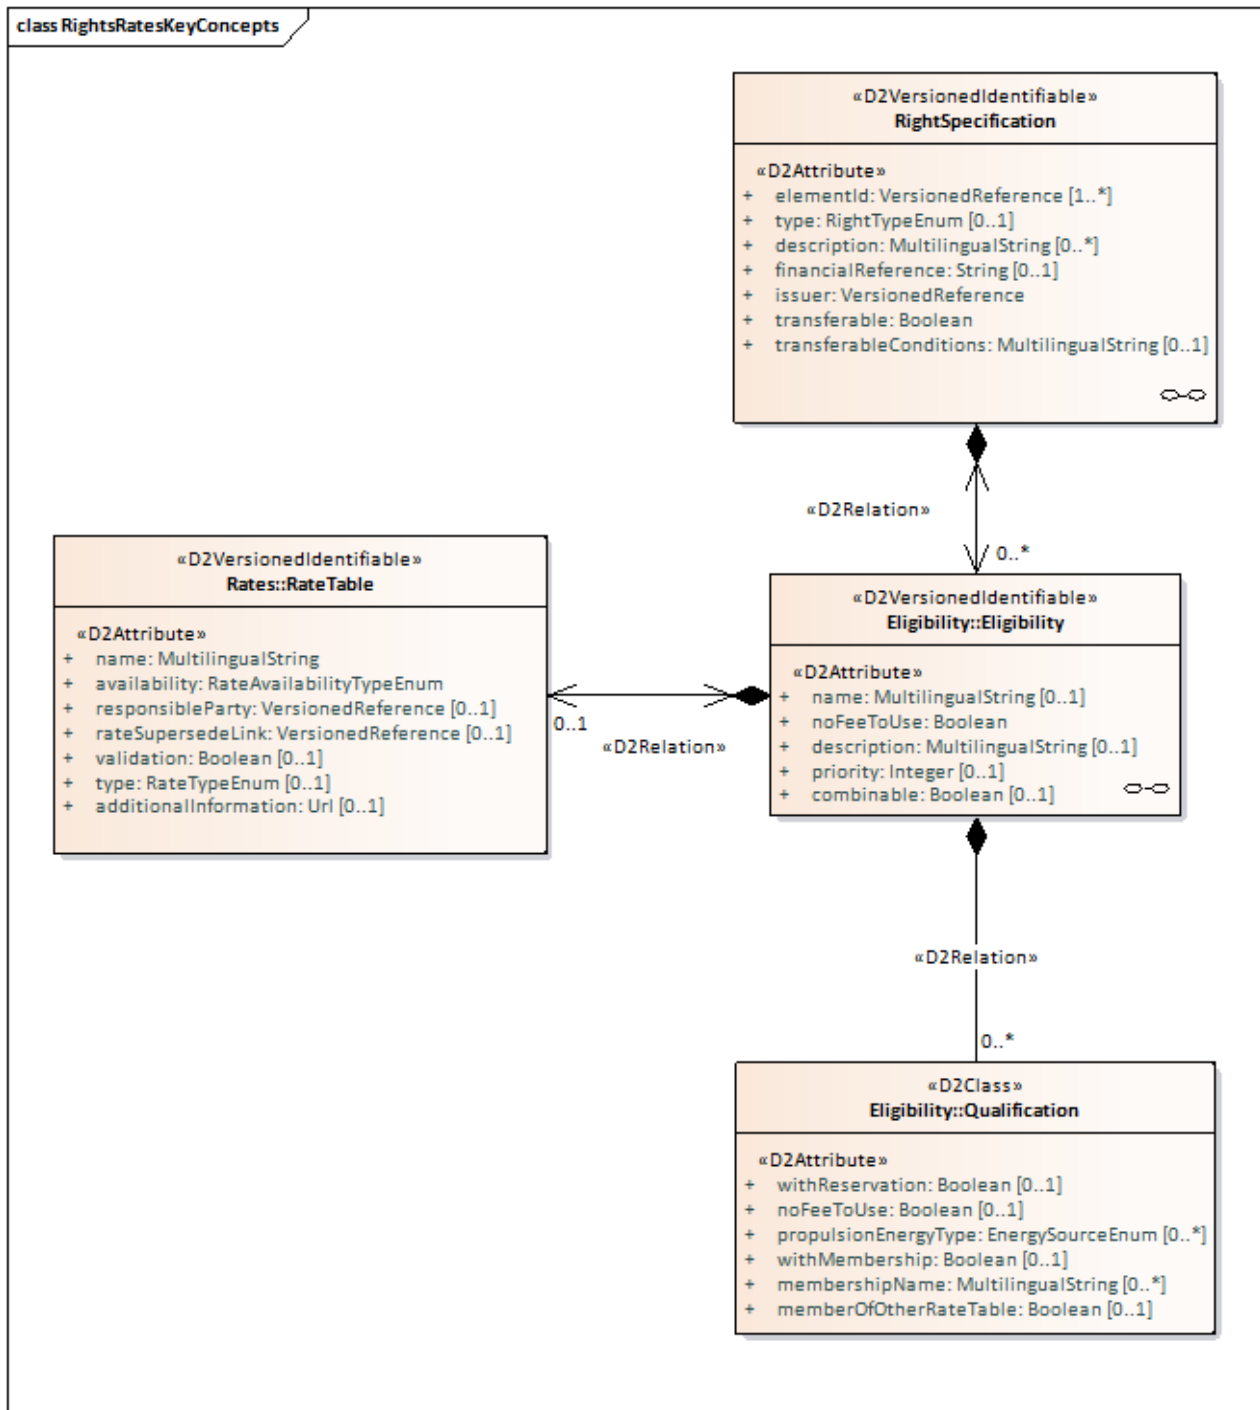 class RightsRatesKeyConcepts
«D2VersionedIdentifiable»
RightSpecification
«D2Attribute»
+ elementId: VersionedReference [1..*]
+ type: RightTypeEnum [0..1]
+ description: MultilingualString [0..*]
+ financialReference: String [0..1]
+ issuer: VersionedReference
+ transferable: Boolean
+ transferableConditions: MultilingualString [0..1]
«D2Relation»
0..*
«D2VersionedIdentifiable»
Rates::RateTable
«D2Attribute»
+ name: MultilingualString
+ availability: RateAvailabilityTypeEnum
+ responsibleParty: VersionedReference [0..1]
+ rateSupersedeLink: VersionedReference [0..1]
+ validation: Boolean [0..1]
+ type: RateTypeEnum [0..1]
+ additionalInformation: Url [0..1]
0..1
«D2Relation»
«D2VersionedIdentifiable»
Eligibility::Eligibility
«D2Attribute»
+ name: MultilingualString [0..1]
+ noFeeToUse: Boolean
+ description: MultilingualString [0..1]
+ priority: Integer [0..1]
+ combinable: Boolean [0..1]
«D2Relation»
0..*
«D2Class»
Eligibility::Qualification
«D2Attribute»
+ withReservation: Boolean [0..1]
+ noFeeToUse: Boolean [0..1]
+ propulsionEnergyType: EnergySourceEnum [0..*]
+ withMembership: Boolean [0..1]
+ membershipName: MultilingualString [0..*]
+ memberOfOtherRateTable: Boolean [0..1]